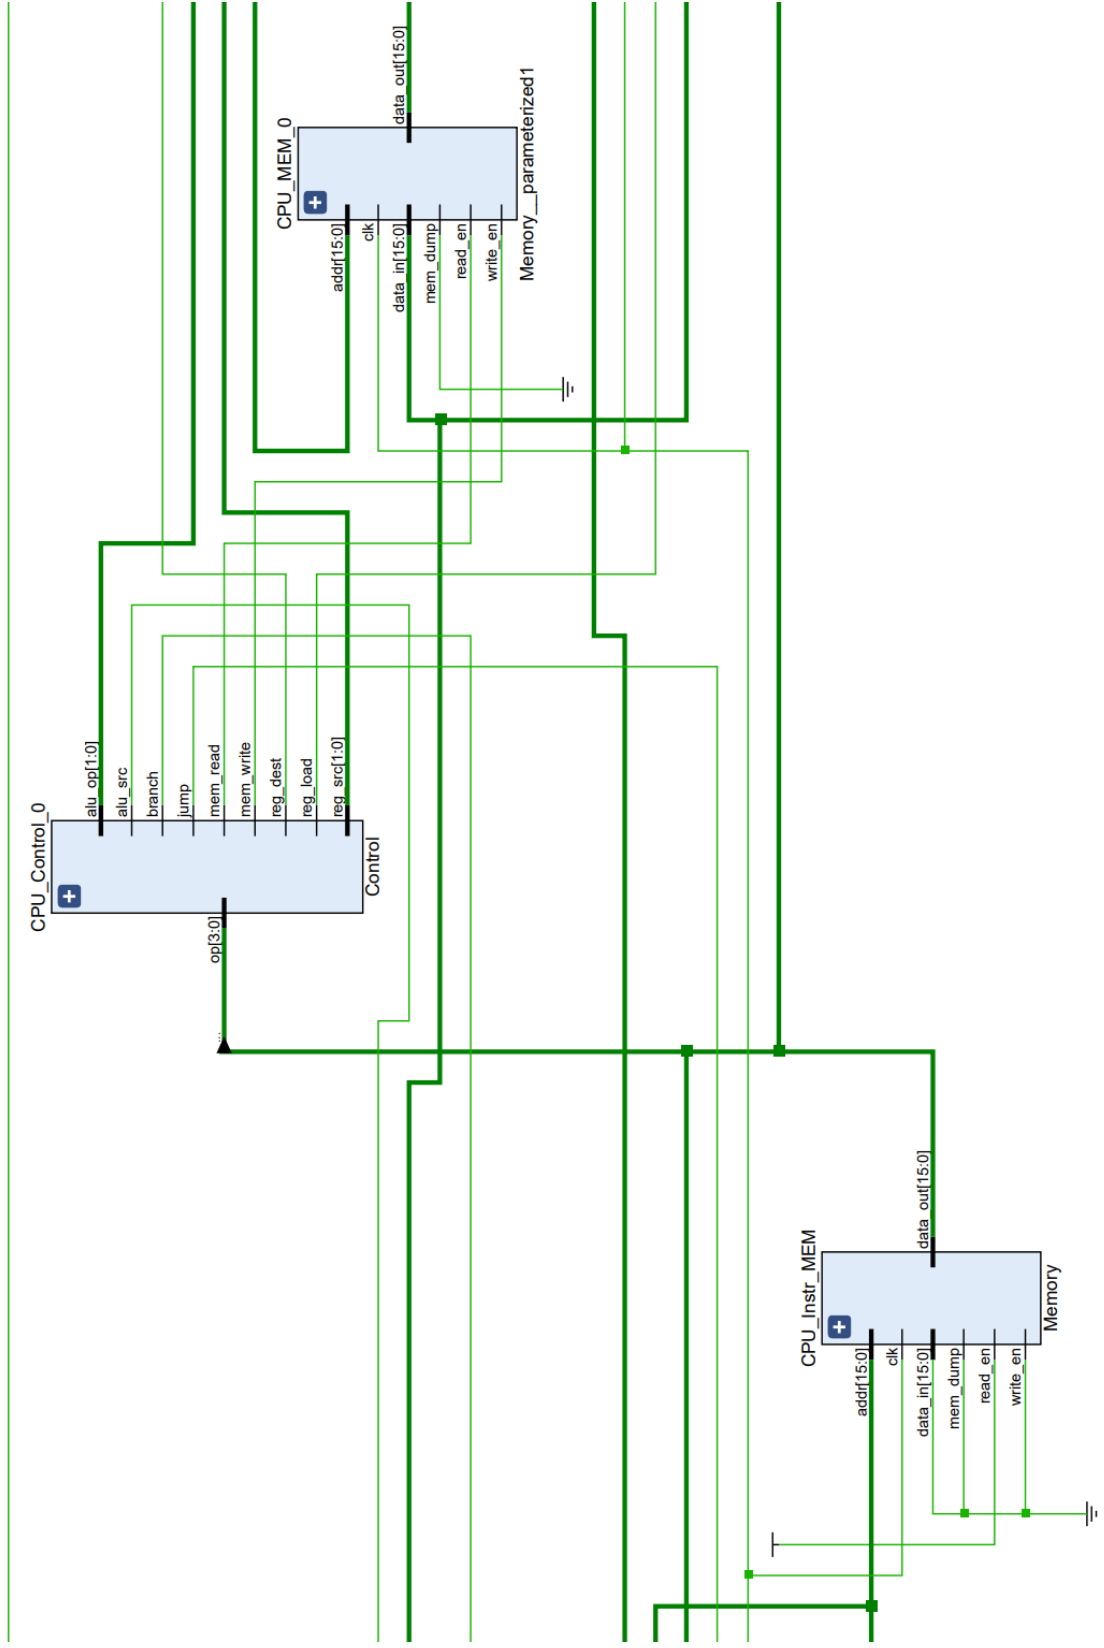 data_out[15:0]
CPU_MEM_0
Memory__parameterized1
addr[15:0]
clk
data_in[15:0]
mem_dump
read_en
write_en
alu_op[1:0]
alu_src
branch
jump
mem_read
mem_write
reg_dest
reg_load
reg_src[1:0]
CPU_Control_0
Control
op[3:0]
...
data_out[15:0]
CPU_Instr_MEM
Memory
addr[15:0]
clk
data_in[15:0]
mem_dump
read_en
write_en